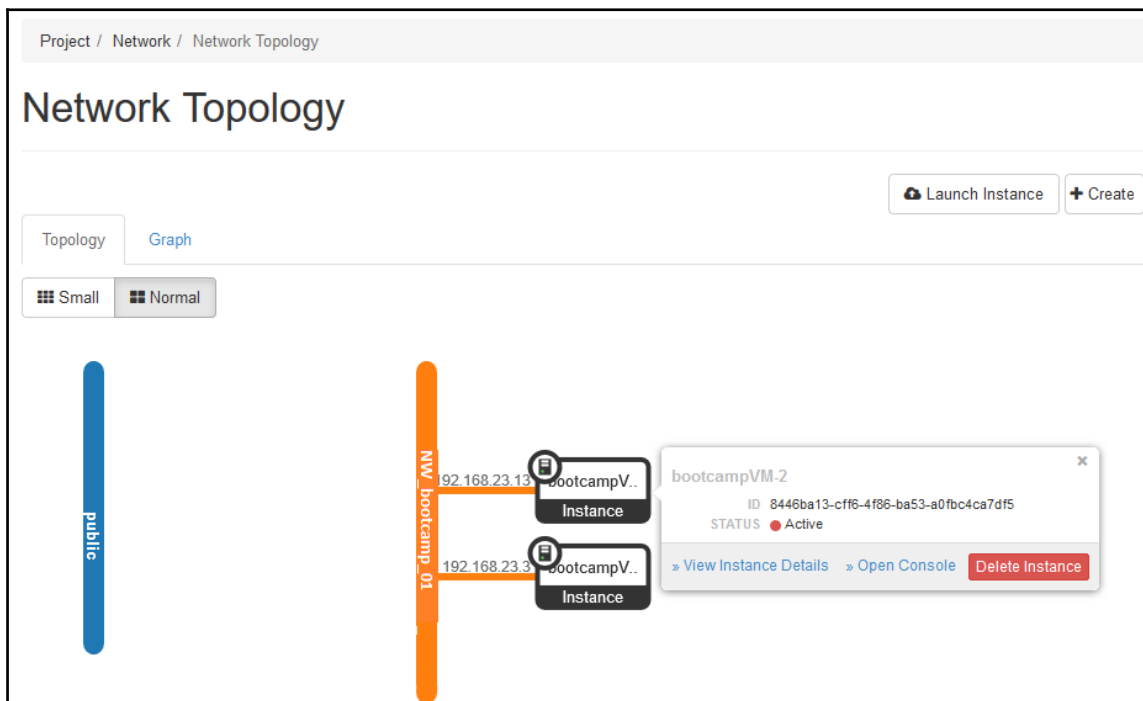 Project / Network / Network Topology
Network Topology
Launch Instance
+ Create
Topology
Graph
Small
Normal
public
NW_bootcamp_01
192.168.23.13
bootcampV..
Instance
192.168.23.3
bootcampV..
Instance
bootcampVM-2
ID 8446ba13-cff6-4f86-ba53-a0fbc4ca7df5
STATUS Active
» View Instance Details » Open Console Delete Instance